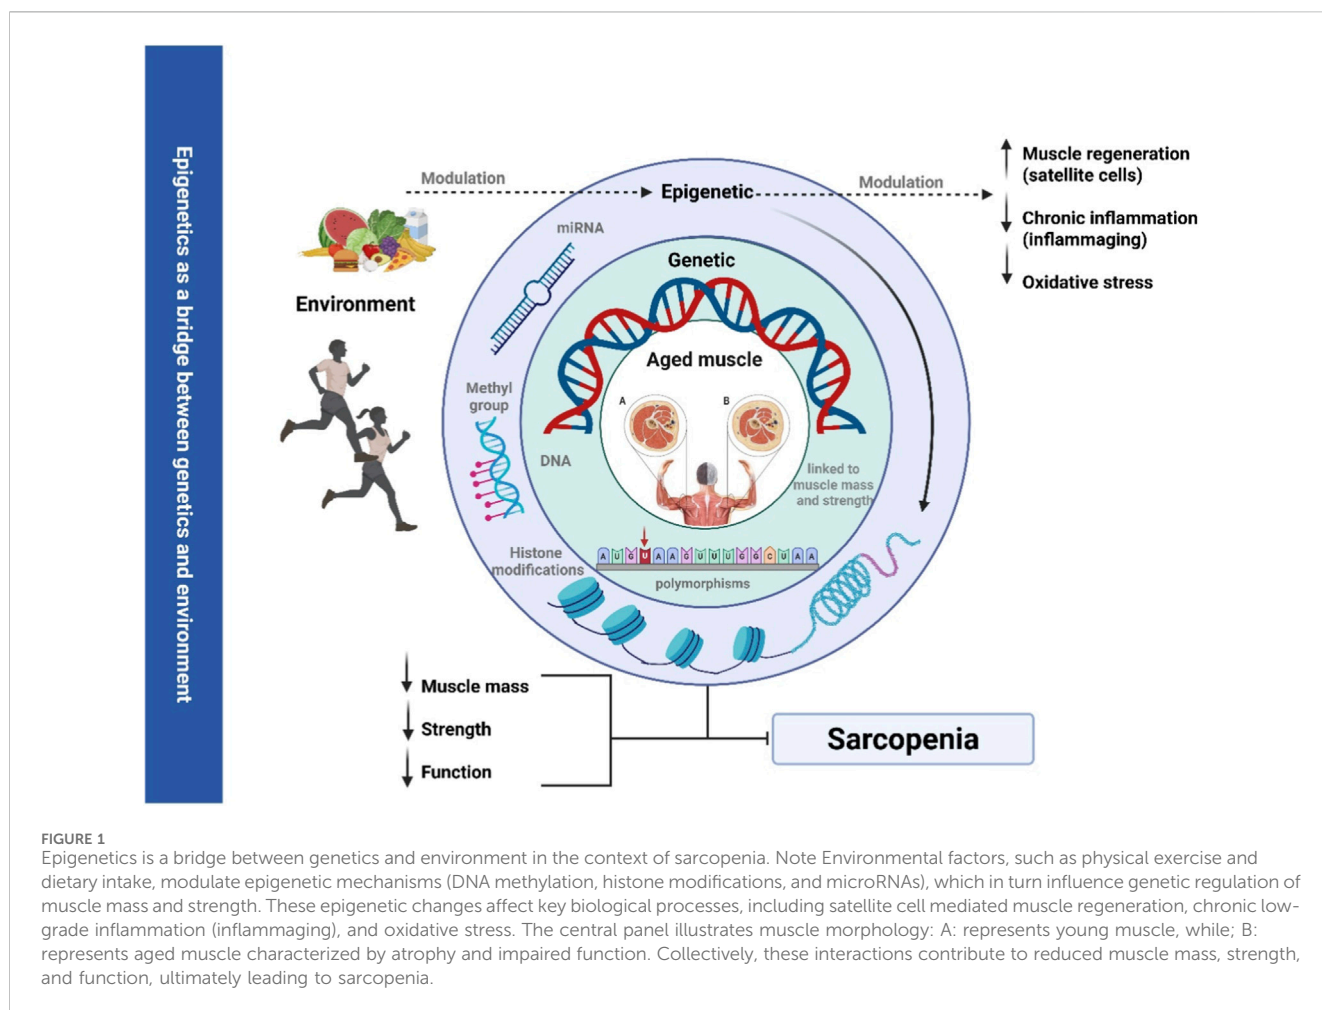 Epigenetics as a bridge between genetics and environment
Modulation
Epigenetic
Modulation
Muscle regeneration
(satellite cells)
Chronic inflammation
(inflammaging)
Oxidative stress
miRNA
Genetic
Environment
Aged muscle
Methyl
group
A
B
DNA
linked to
muscle mass
and strength
Histone
modifications
A U G U A A G U U U G G C U A A
polymorphisms
Muscle mass
Strength
Function
Sarcopenia
FIGURE 1
Epigenetics is a bridge between genetics and environment in the context of sarcopenia. Note Environmental factors, such as physical exercise and
dietary intake, modulate epigenetic mechanisms (DNA methylation, histone modifications, and microRNAs), which in turn influence genetic regulation of
muscle mass and strength. These epigenetic changes affect key biological processes, including satellite cell mediated muscle regeneration, chronic low-
grade inflammation (inflammaging), and oxidative stress. The central panel illustrates muscle morphology: A: represents young muscle, while; B:
represents aged muscle characterized by atrophy and impaired function. Collectively, these interactions contribute to reduced muscle mass, strength,
and function, ultimately leading to sarcopenia.